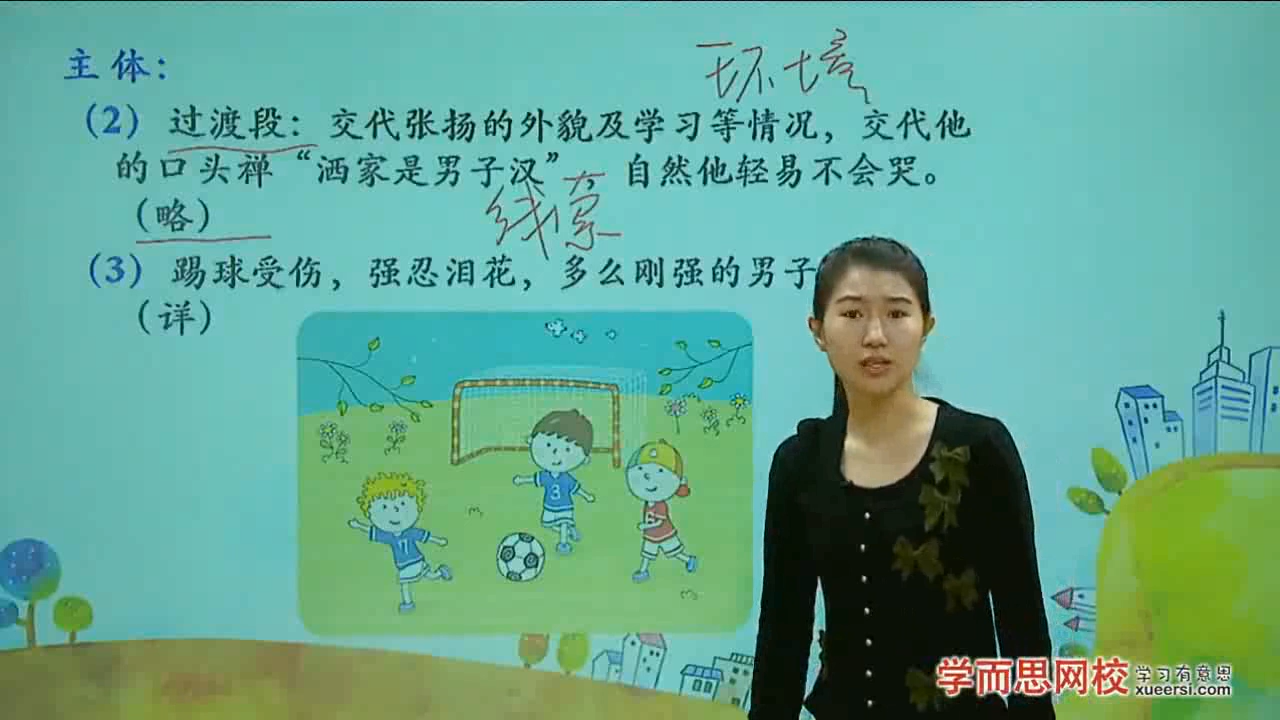 主体：
环境
（2）过渡段：交代张扬的外貌及学习等情况，交代他
的口头禅“洒家是男子汉”，自然他轻易不会哭。
（略）
线索
（3）踢球受伤，强忍泪花，多么刚强的男子
（详）
3
学而思网校
学习有意思
xueersi.com